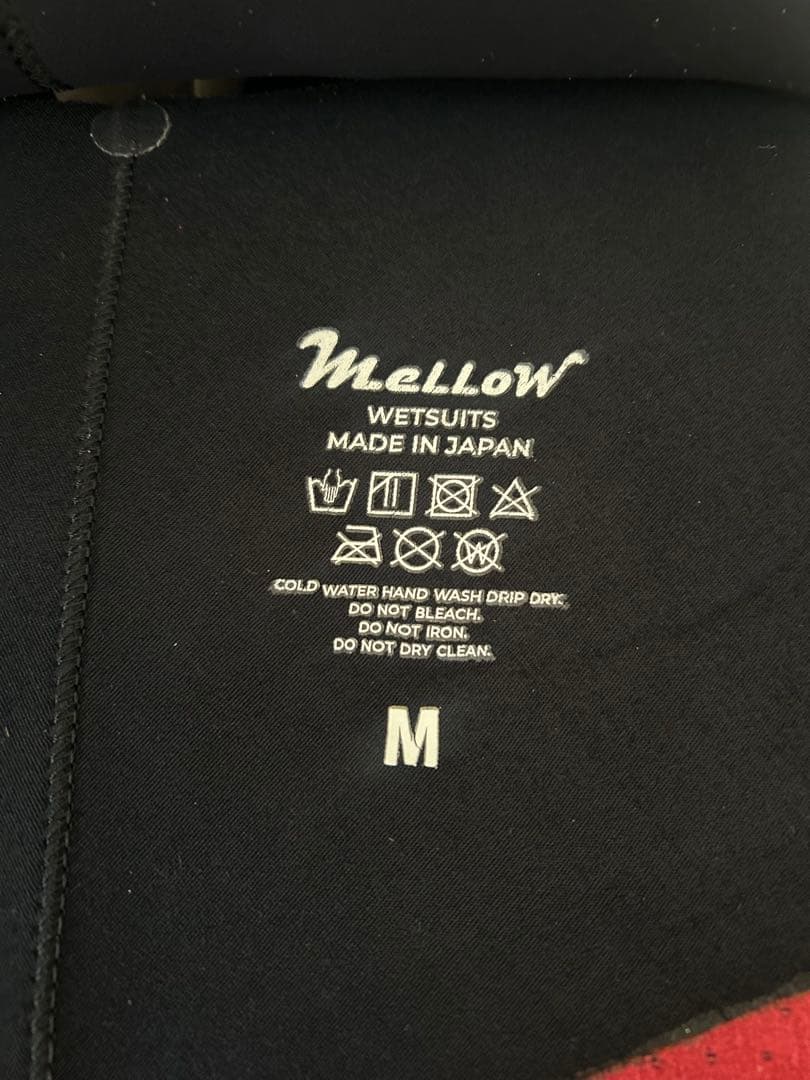 Mellow
WETSUITS
MADE IN JAPAN
W
COLD WATER HAND WASH DRIP DRY.
DO NOT BLEACH.
DO NOT IRON.
DO NOT DRY CLEAN.
M